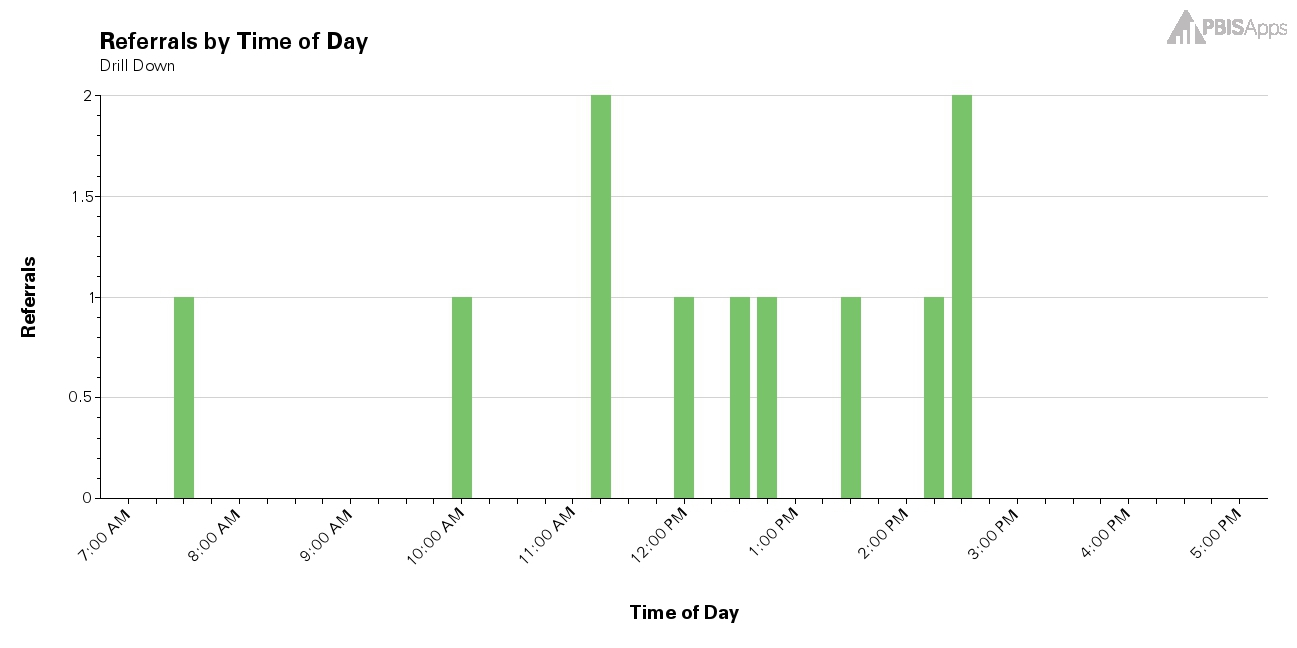 PBISApps
Referrals by Time of Day
Drill Down
2
1.5
1
0.5
0
Referrals
7:00 AM
8:00 AM
9:00 AM
10:00 AM
11:00 AM
12:00 PM
1:00 PM
2:00 PM
3:00 PM
4:00 PM
5:00 PM
Time of Day